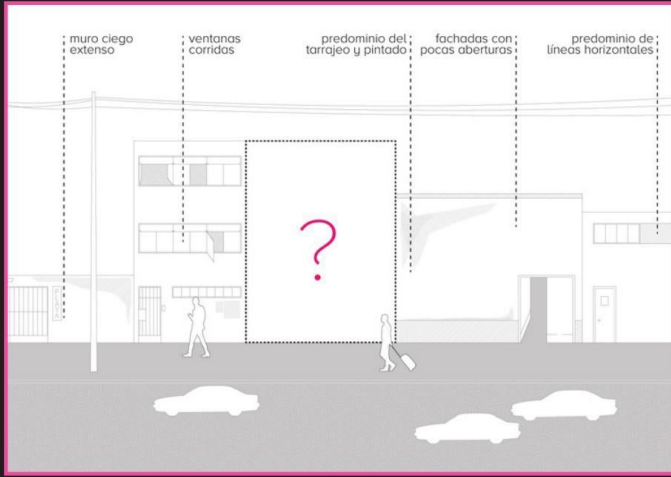 muro ciego
extenso
ventanas
corridas
predominio del
tarrajeo y pintado
fachadas con
pocas aberturas
predominio de
líneas horizontales
?